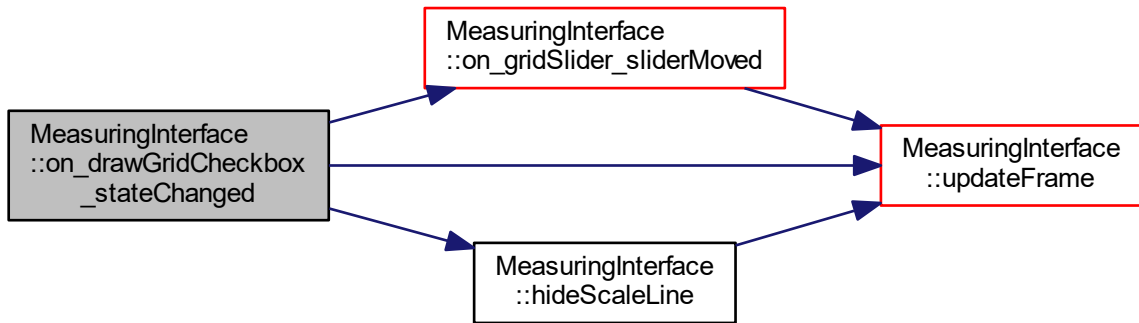 MeasuringInterface
::on_drawGridCheckbox
_stateChanged
MeasuringInterface
::on_gridSlider_sliderMoved
MeasuringInterface
::hideScaleLine
MeasuringInterface
::updateFrame